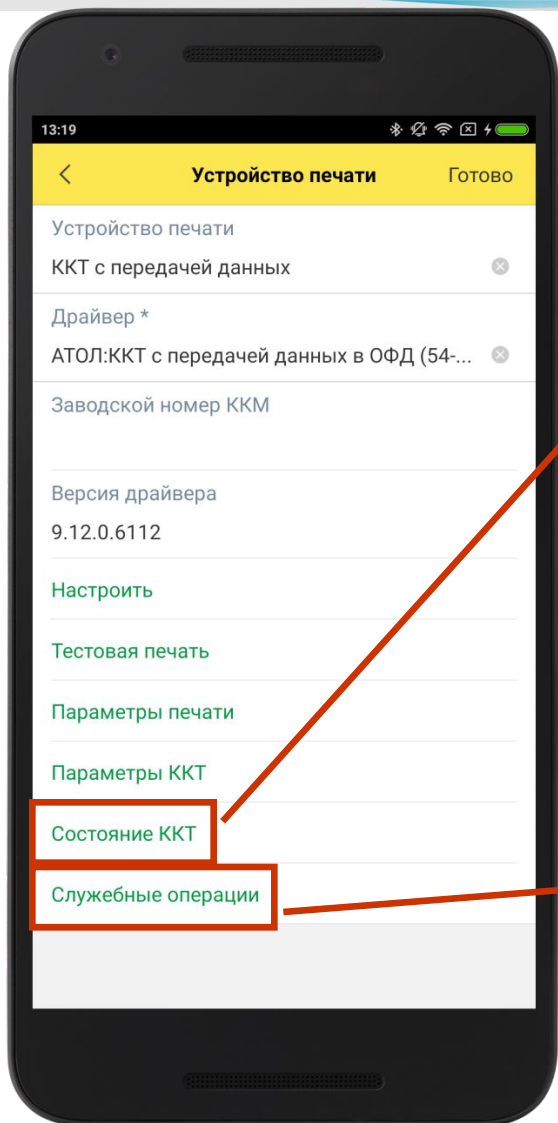 13:19
Устройство печати Готово
Устройство печати
ККТ с передачей данных
Драйвер *
АТОЛ:ККТ с передачей данных в ОФД (54-...
Заводской номер ККМ
Версия драйвера
9.12.0.6112
Настроить
Тестовая печать
Параметры печати
Параметры ККТ
Состояние ККТ
Служебные операции